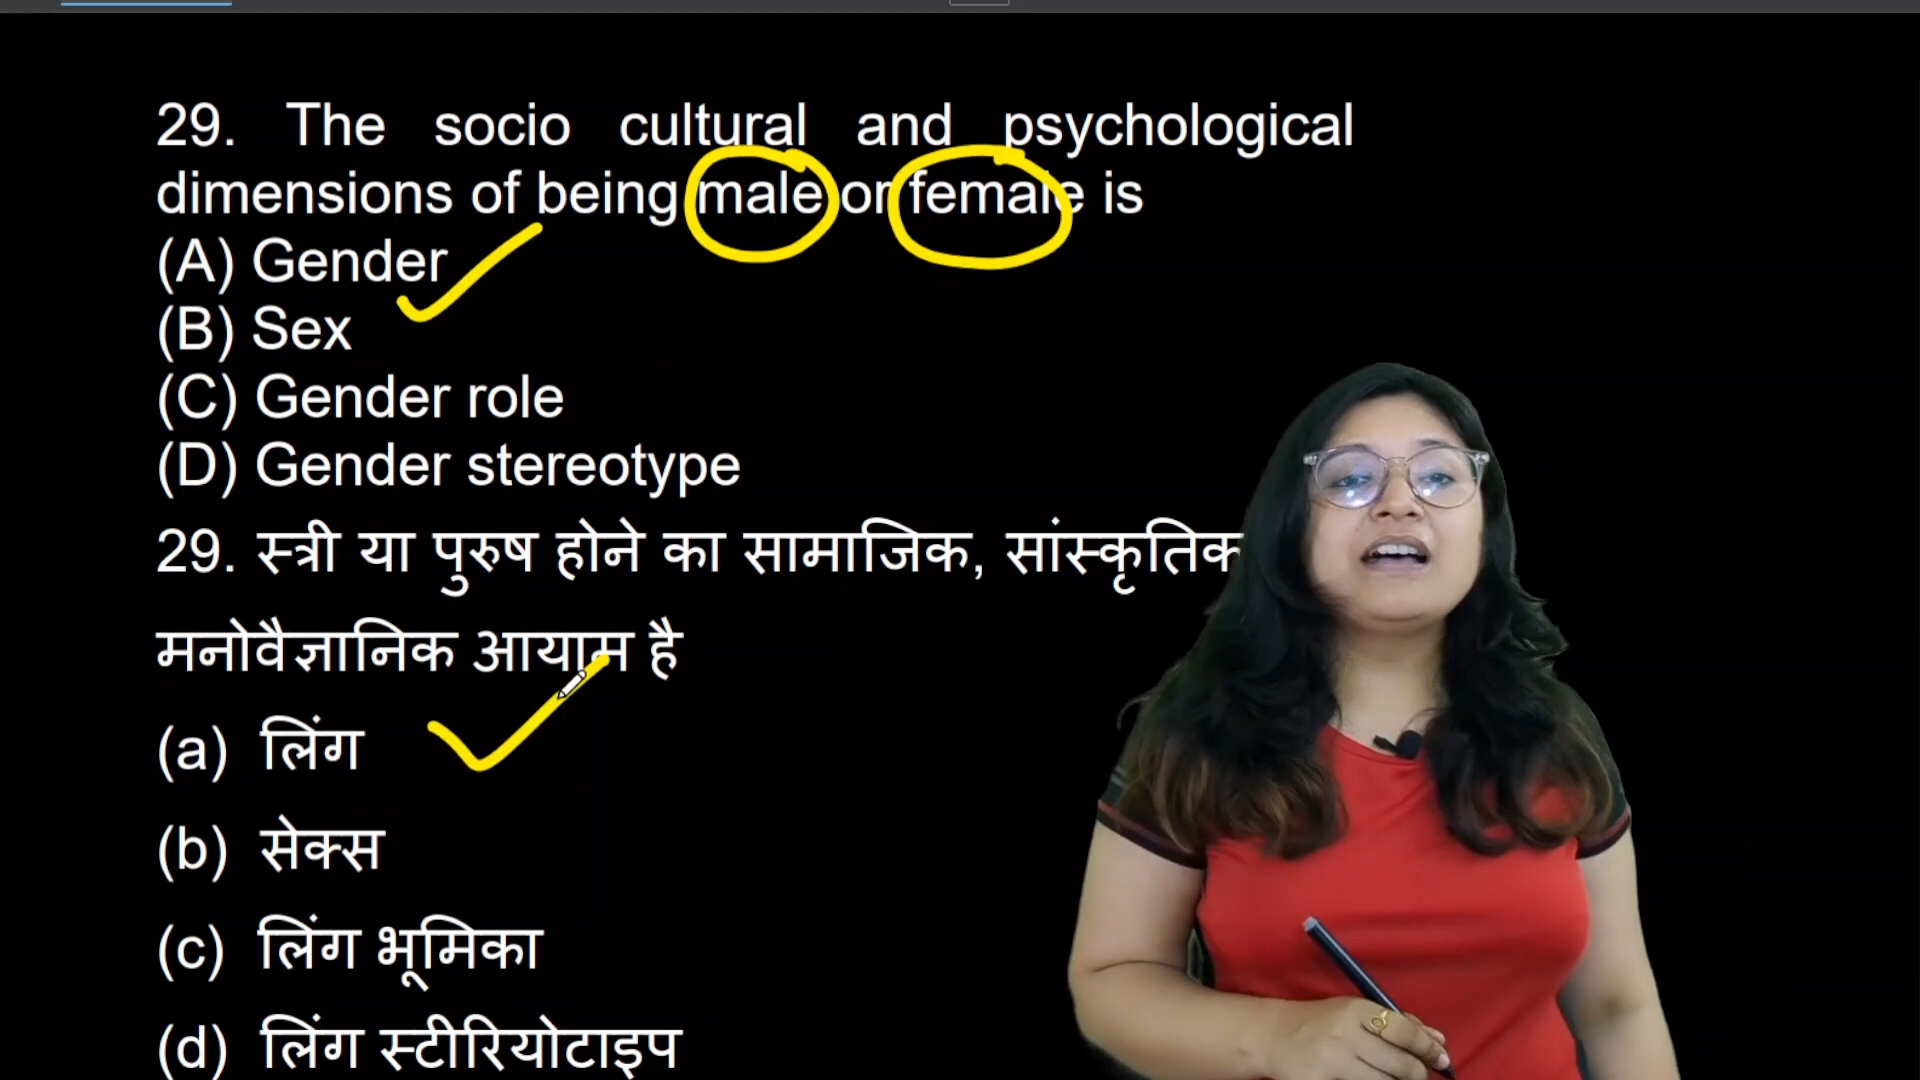 29. The socio cultural and psychological
dimensions of being male or female is
(A) Gender
(B) Sex
(C) Gender role
(D) Gender stereotype
29. स्त्री या पुरुष होने का सामाजिक, सांस्कृतिक
मनोवैज्ञानिक आयाम है
(a) लिंग
(b) सेक्स
(c) लिंग भूमिका
(d) लिंग स्टीरियोटाइप